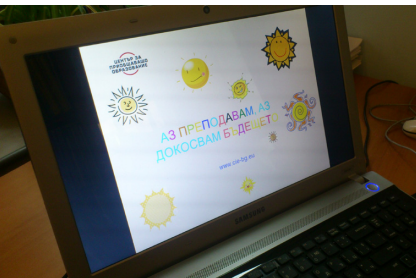 ЦЕНТЪР ЗА
ПРИОБЩАВАЩО
ОБРАЗОВАНИЕ
АЗ ПРЕПОДАВАМ, АЗ
ДОКОСВАМ БЪДЕЩЕТО
www.cie-bg.eu
SAMSUNG